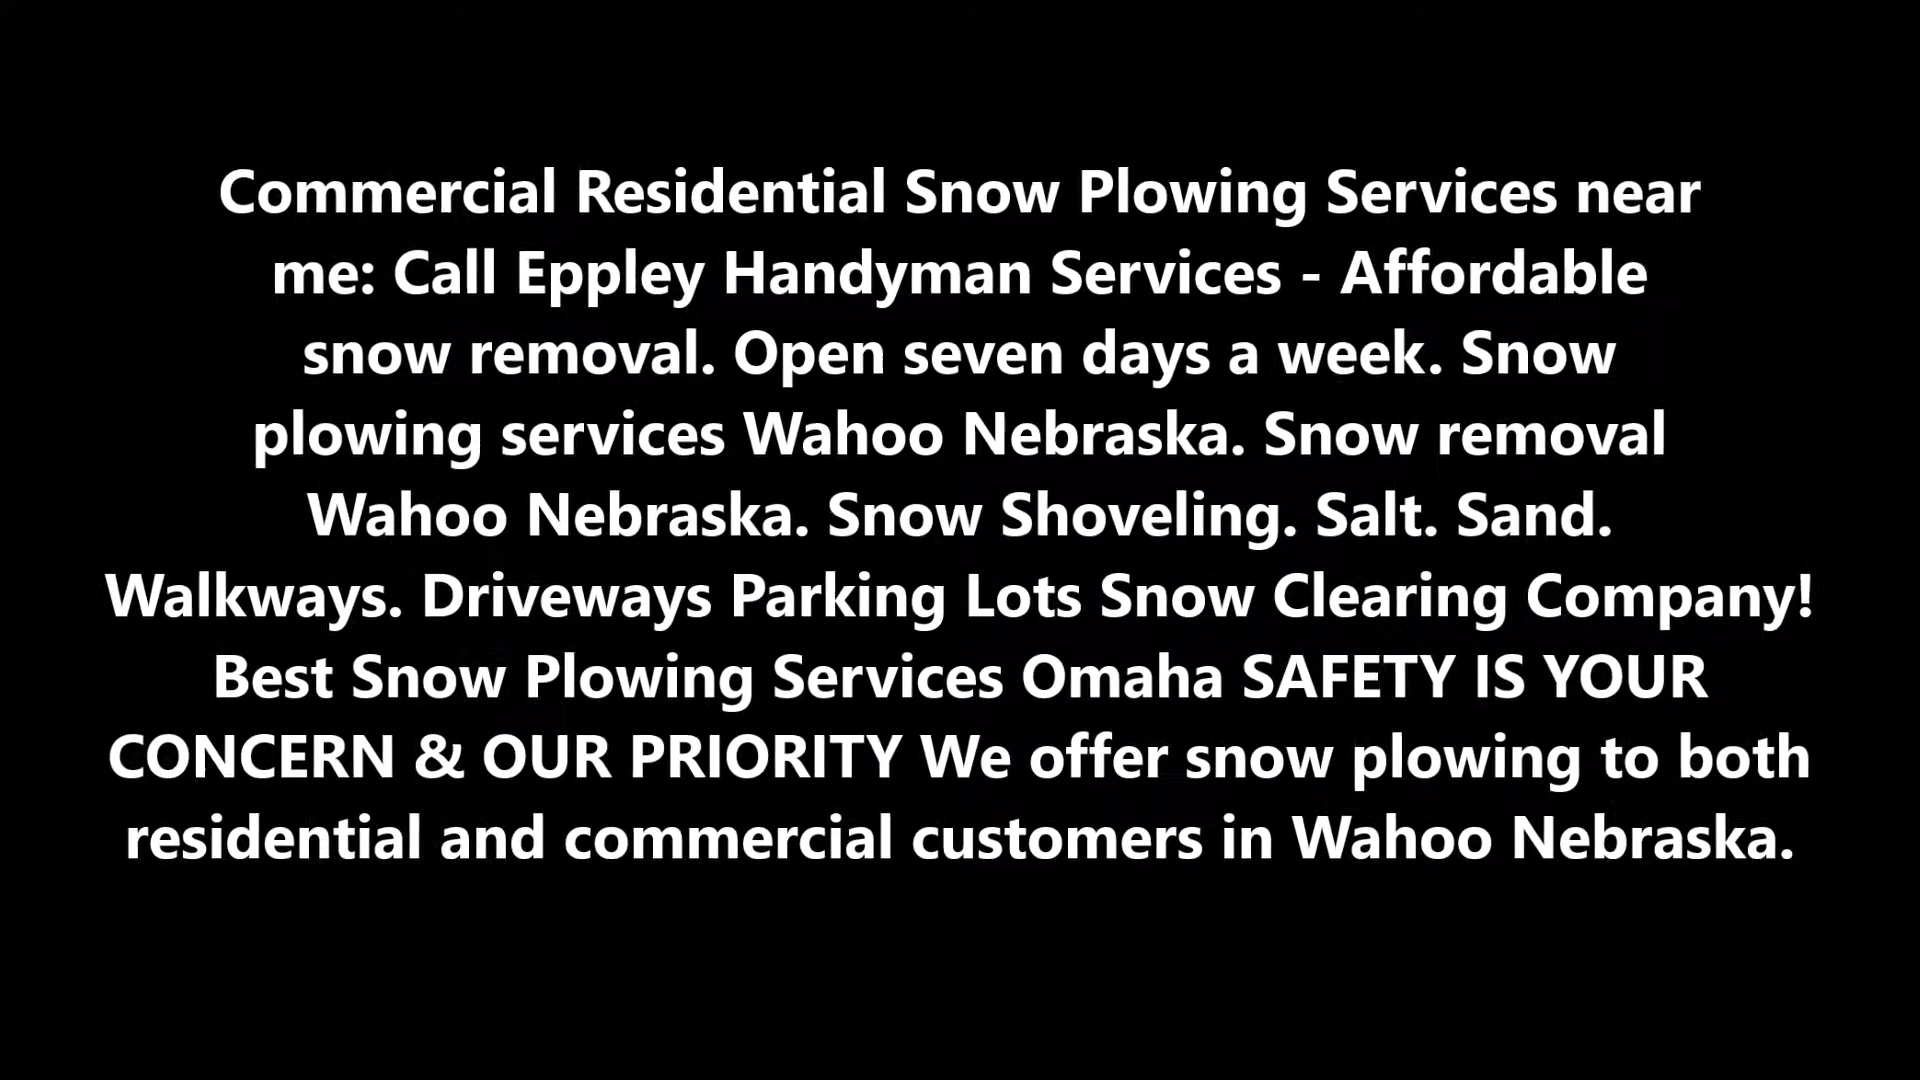 Commercial Residential Snow Plowing Services near
me: Call Eppley Handyman Services - Affordable
snow removal. Open seven days a week. Snow
plowing services Wahoo Nebraska. Snow removal
Wahoo Nebraska. Snow Shoveling. Salt. Sand.
Walkways. Driveways Parking Lots Snow Clearing Company!
Best Snow Plowing Services Omaha SAFETY IS YOUR
CONCERN & OUR PRIORITY We offer snow plowing to both
residential and commercial customers in Wahoo Nebraska.